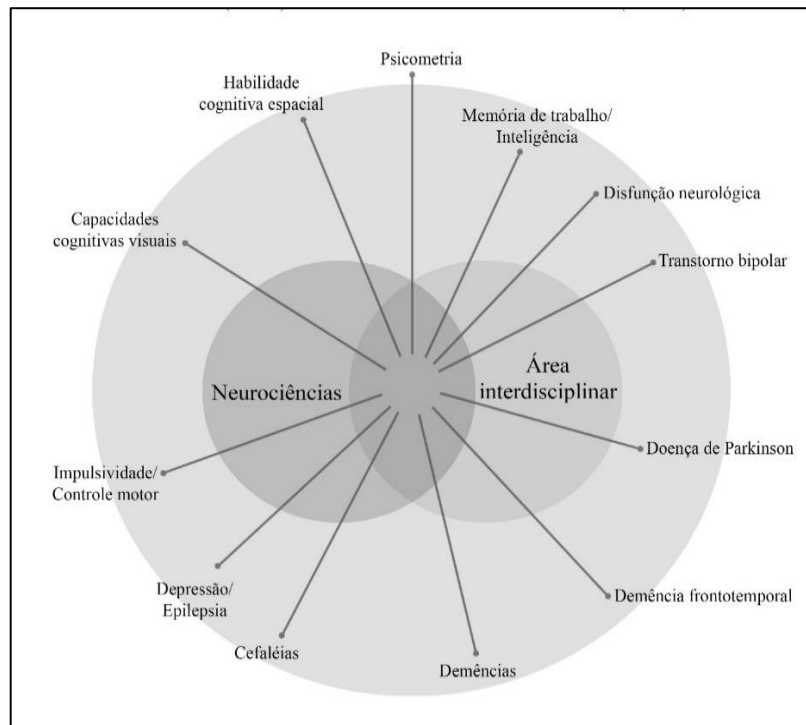 Psicometria
Habilidade
cognitiva espacial
Memória de trabalho/
Inteligência
Disfunção neurológica
Capacidades
cognitivas visuais
Transtorno bipolar
Neurociências
Área
interdisciplinar
Doença de Parkinson
Impulsividade/
Controle motor
Depressão/
Epilepsia
Demência frontotemporal
Cefaléias
Demências